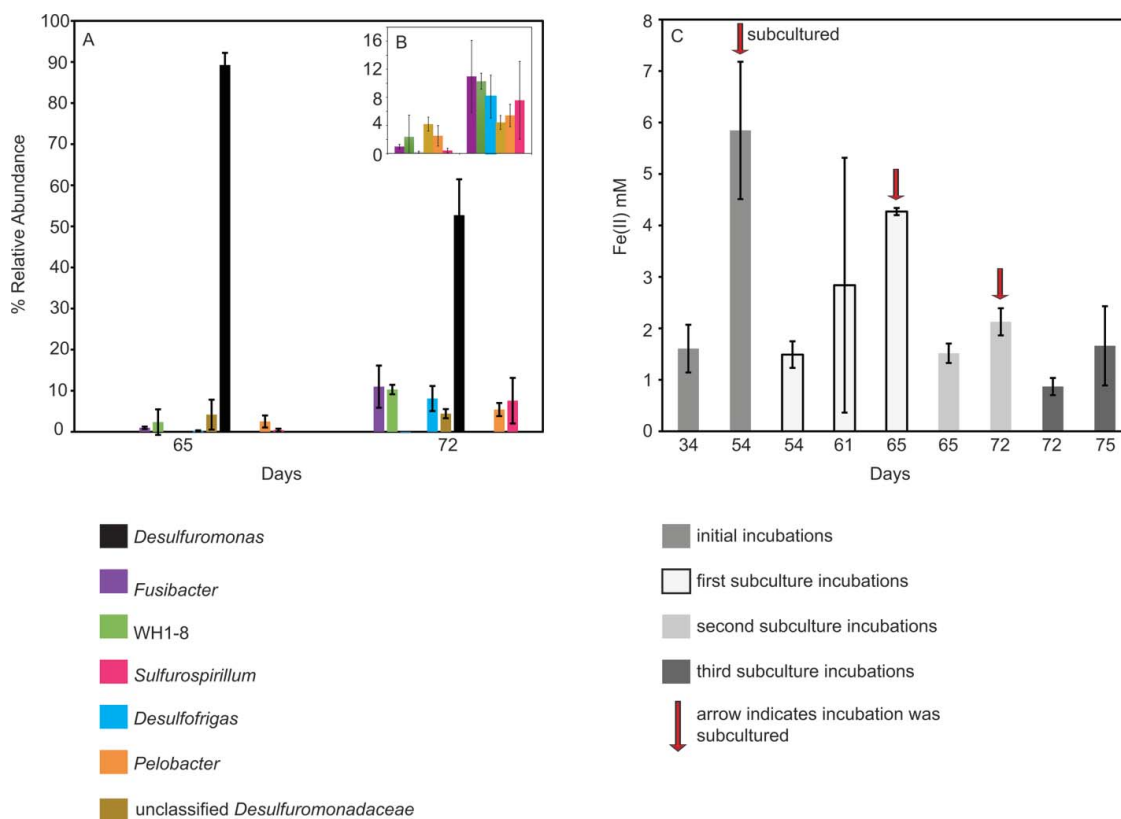 A
% Relative Abundance
100
90
80
70
60
50
40
30
20
10
0
65
72
Days
B
16
12
8
4
0
C
subcultured
Fe(II) mM
8
7
6
5
4
3
2
1
0
34 54 54 61 65 65 72 72 75
Days
Desulfuromonas
Fusibacter
WH1-8
Sulfurospirillum
Desulfofrigas
Pelobacter
unclassified Desulfuromonadaceae
initial incubations
first subculture incubations
second subculture incubations
third subculture incubations
arrow indicates incubation was
subcultured